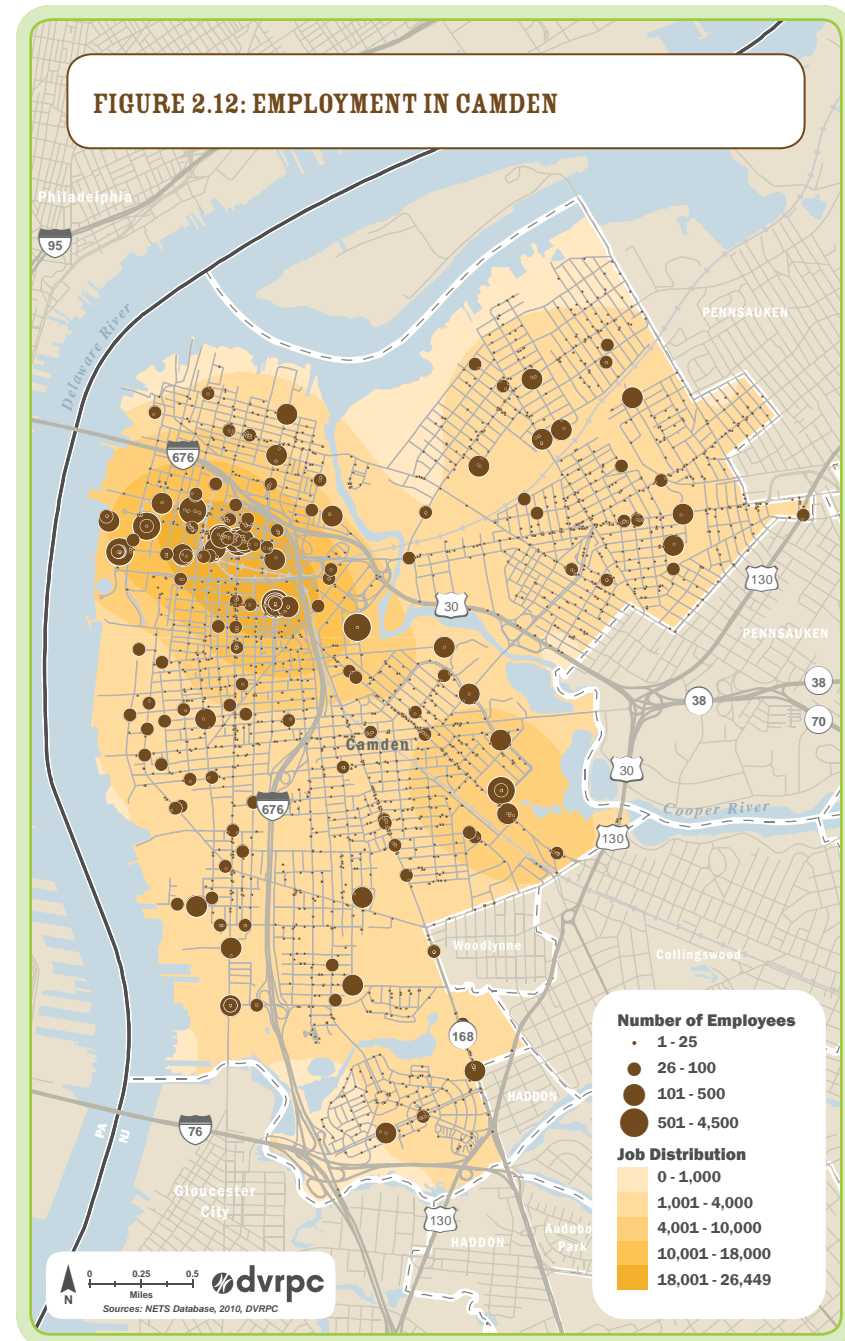 FIGURE 2.12: EMPLOYMENT IN CAMDEN
Philadelphia
95
Delaware River
PENNSAUKEN
676
30
130
PENNSAUKEN
38
38
70
Camden
30
676
Cooper River
130
Woodlynne
Collingswood
168
HADDON
76
PA
NJ
Gloucester
City
130
HADDON
Park
Number of Employees
1 - 25
26 - 100
101 - 500
501 - 4,500
Job Distribution
0 - 1,000
1,001 - 4,000
4,001 - 10,000
10,001 - 18,000
18,001 - 26,449
N
0 0.25 0.5
Miles
dvrpc
Sources: NETS Database, 2010, DVRPC